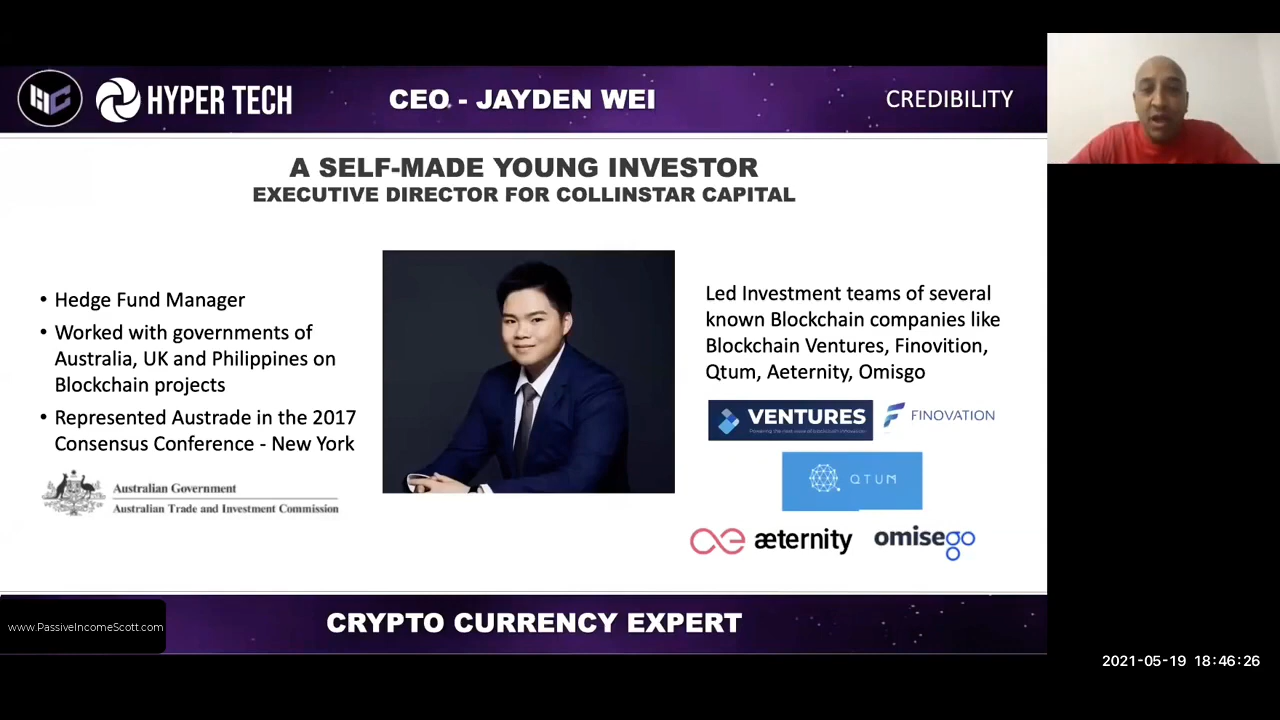 HYPER TECH
CEO - JAYDEN WEI
CREDIBILITY
A SELF-MADE YOUNG INVESTOR
EXECUTIVE DIRECTOR FOR COLLINSTAR CAPITAL
• Hedge Fund Manager
• Worked with governments of
Australia, UK and Philippines on
Blockchain projects
• Represented Austrade in the 2017
Consensus Conference - New York
Australian Government
Australian Trade and Investment Commission
Led Investment teams of several
known Blockchain companies like
Blockchain Ventures, Finovition,
Qtum, Aeternity, Omisgo
VENTURES
FINOVATION
QTUM
æternity
omisego
www.PassiveIncomeScott.com
CRYPTO CURRENCY EXPERT
2021-05-19 18:46:26